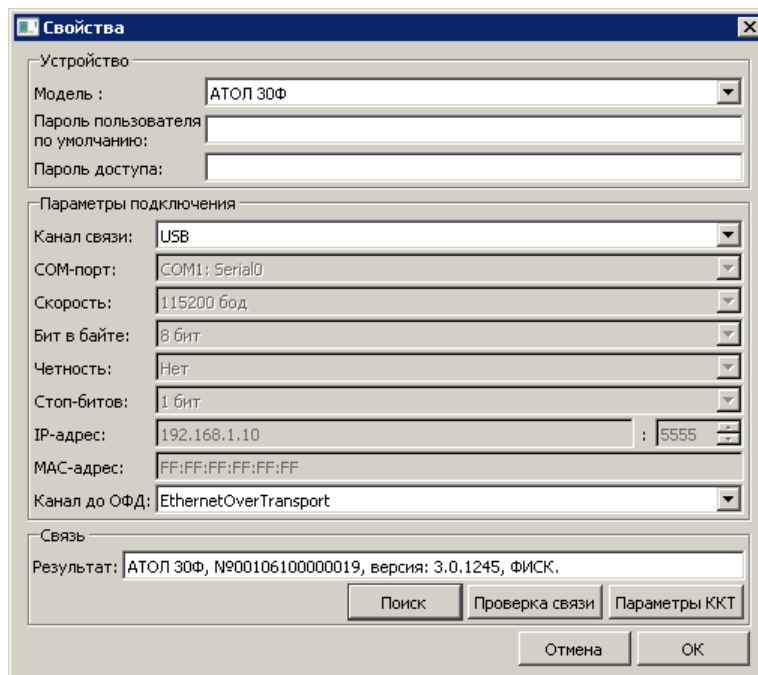 Свойства
Устройство
Модель :
АТОЛ 30Ф
Пароль пользователя
по умолчанию:
Пароль доступа:
Параметры подключения
Канал связи:
USB
COM-порт:
COM1: Serial0
Скорость:
115200 бод
Бит в байте:
8 бит
Четность:
Нет
Стоп-битов:
1 бит
IP-адрес:
192.168.1.10 : 5555
MAC-адрес:
FF:FF:FF:FF:FF:FF
Канал до ОФД:
EthernetOverTransport
Связь
Результат:
АТОЛ 30Ф, №00106100000019, версия: 3.0.1245, ФИСК.
Поиск
Проверка связи
Параметры ККТ
Отмена
ОК